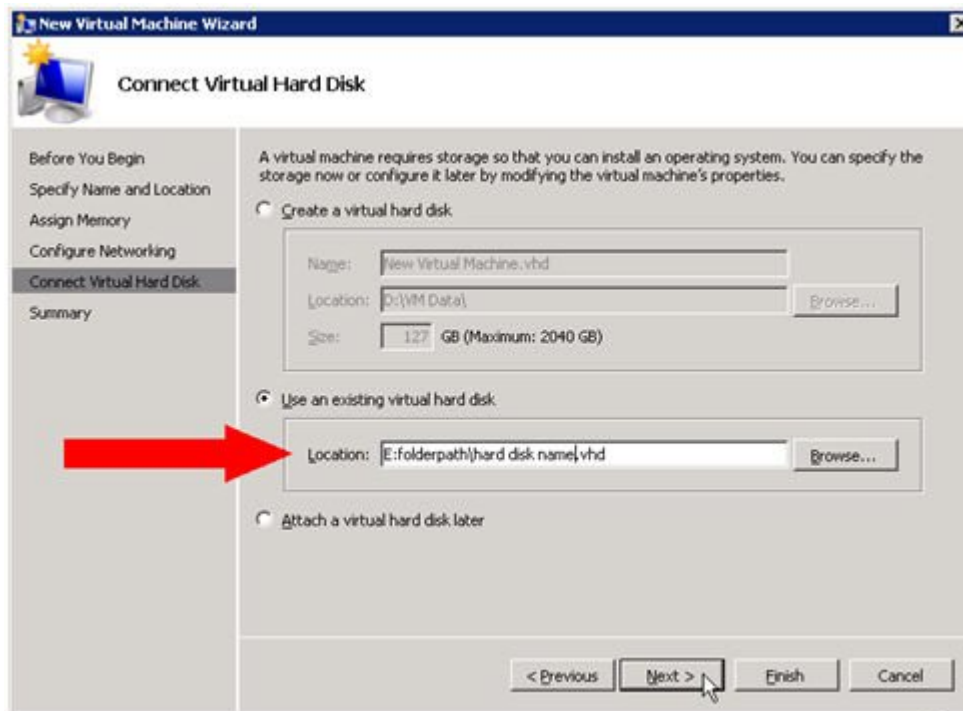 New Virtual Machine Wizard
Connect Virtual Hard Disk
Before You Begin
Specify Name and Location
Assign Memory
Configure Networking
Connect Virtual Hard Disk
Summary
A virtual machine requires storage so that you can install an operating system. You can specify the
storage now or configure it later by modifying the virtual machine's properties.
Create a virtual hard disk
Name: New Virtual Machine.vhd
Location: D:\VM Data\ Browse...
Size: 127 GB (Maximum: 2040 GB)
Use an existing virtual hard disk
Location: E:folderpath\hard disk name.vhd Browse...
Attach a virtual hard disk later
< Previous Next > Finish Cancel